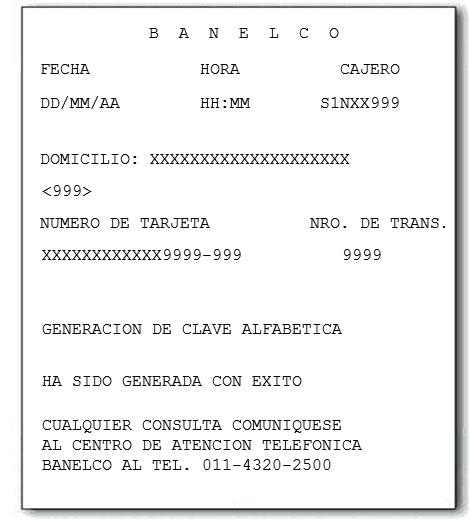 B A N E L C O
FECHA HORA CAJERO
DD/MM/AA HH:MM S1NXX999
DOMICILIO: XXXXXXXXXXXXXXXXXXXX
<999>
NUMERO DE TARJETA NRO. DE TRANS.
XXXXXXXXXXXX9999-999 9999
GENERACION DE CLAVE ALFABETICA
HA SIDO GENERADA CON EXITO
CUALQUIER CONSULTA COMUNIQUESE
AL CENTRO DE ATENCION TELEFONICA
BANELCO AL TEL. 011-4320-2500